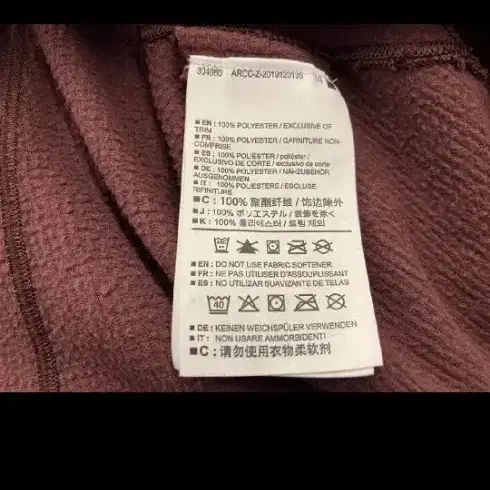 304960 ARCC-Z-2019120139
■ EN : 100% POLYESTER / EXCLUSIVE OF
TRIM
■ FR : 100% POLYESTER / GARNITURE NON-
COMPRISE
■ ES : 100% POLIÉSTER / poliéster /
EXCLUSIVO DE CORTE / exclusivo de corte
■ DE : 100% POLYESTER / NÄHZUBEHÖR
AUSGENOMMEN
■ IT : 100% POLIESTERE / ESCLUSE
RIFINITURE
■ C : 100% 聚酯纤维 / 饰边除外
■ J : 100% ポリエステル / 装飾を除く
■ K : 100% 폴리에스터 / 트림 제외
■ EN : DO NOT USE FABRIC SOFTENER
■ FR : NE PAS UTILISER D'ASSOUPLISSANT
■ ES : NO UTILIZAR SUAVIZANTE DE TELAS
40
■ DE : KEINEN WEICHSPÜLER VERWENDEN
■ IT : NON USARE AMMORBIDENTI
■ C : 请勿使用衣物柔软剂